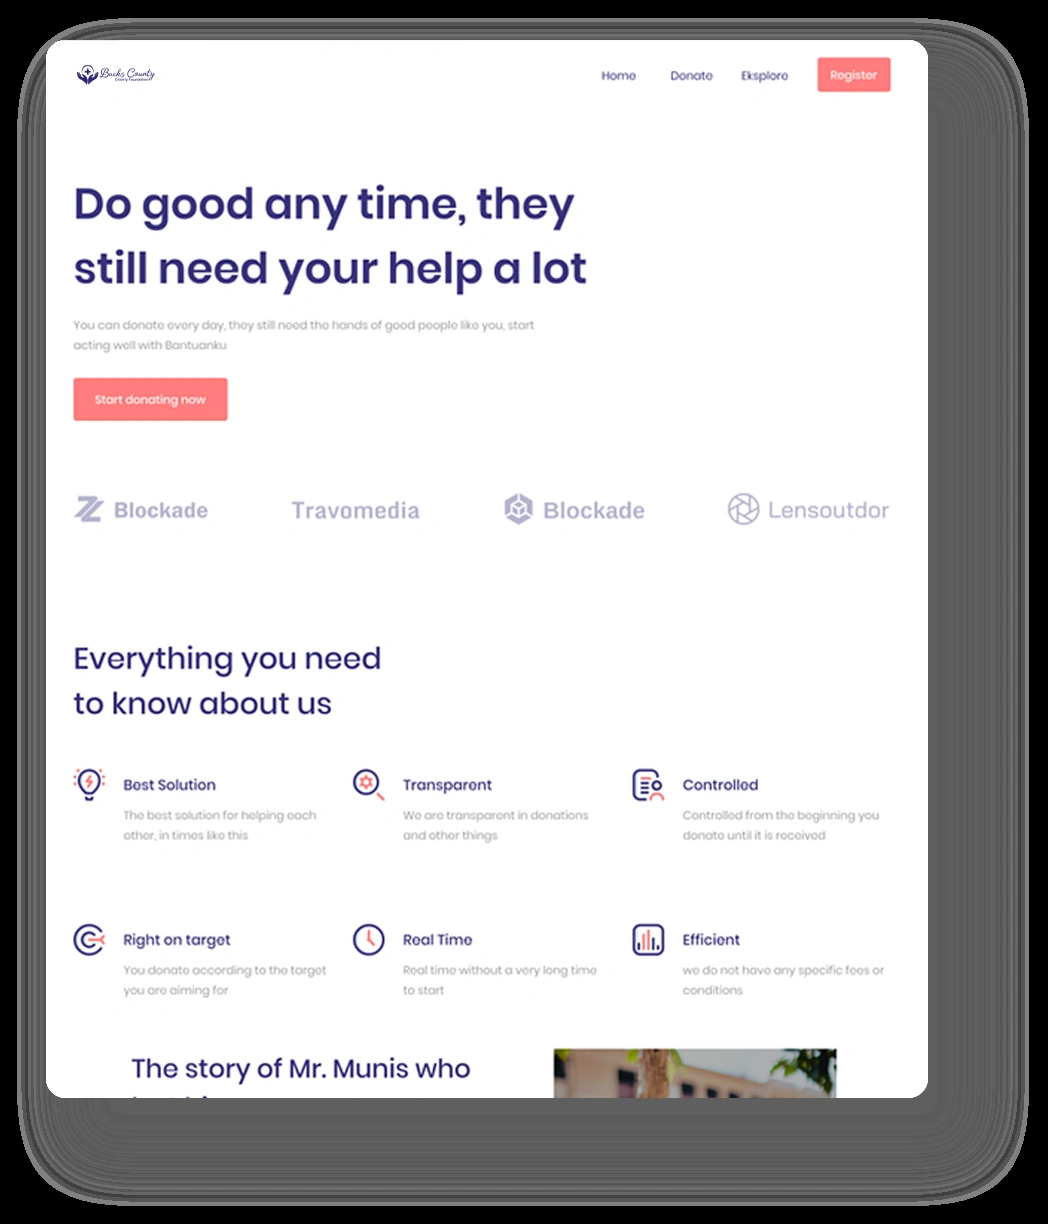 Bucks County
Charity Foundation
Home Donate Eksplore Register
Do good any time, they
still need your help a lot
You can donate every day, they still need the hands of good people like you, start
acting well with Bantuanku
Start donating now
Blockade Travomedia Blockade Lensoutdor
Everything you need
to know about us
Best Solution
The best solution for helping each
other, in times like this
Transparent
We are transparent in donations
and other things
Controlled
Controlled from the beginning you
donate until it is received
Right on target
You donate according to the target
you are aiming for
Real Time
Real time without a very long time
to start
Efficient
we do not have any specific fees or
conditions
The story of Mr. Munis who